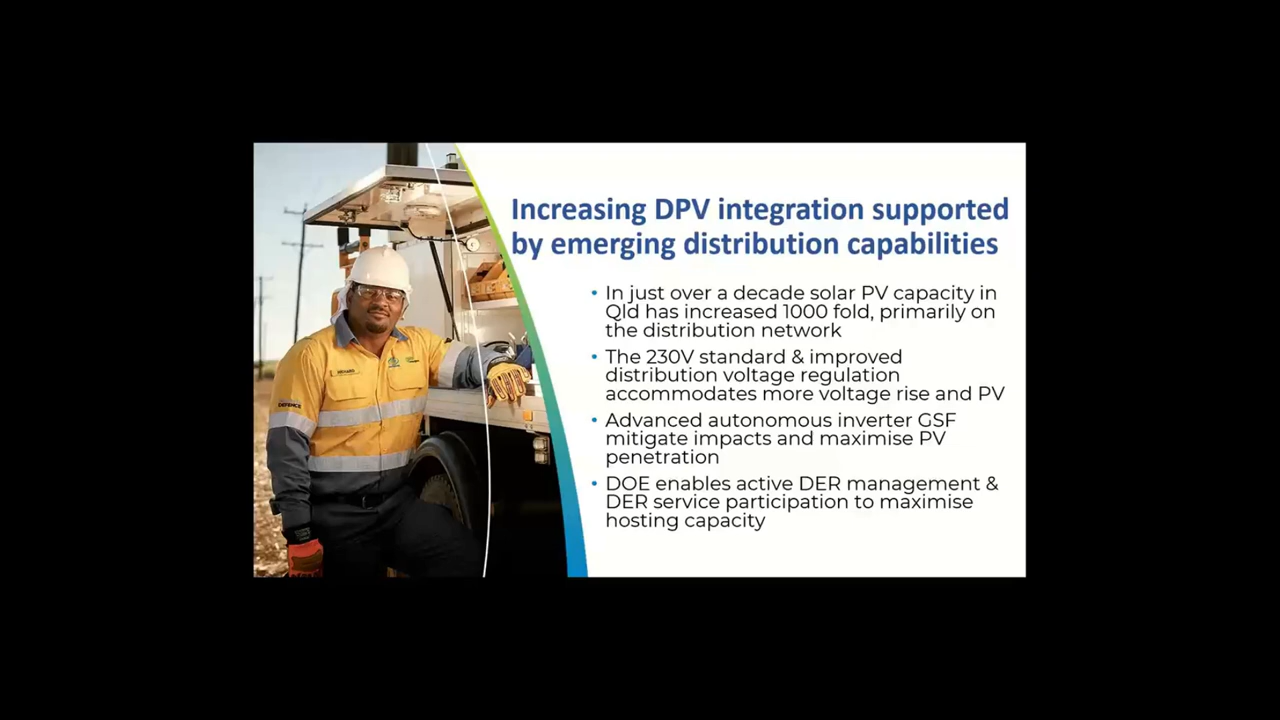 Increasing DPV integration supported
by emerging distribution capabilities
• In just over a decade solar PV capacity in
Qld has increased 1000 fold, primarily on
the distribution network
• The 230V standard & improved
distribution voltage regulation
accommodates more voltage rise and PV
• Advanced autonomous inverter GSF
mitigate impacts and maximise PV
penetration
• DOE enables active DER management &
DER service participation to maximise
hosting capacity
DEFENCE